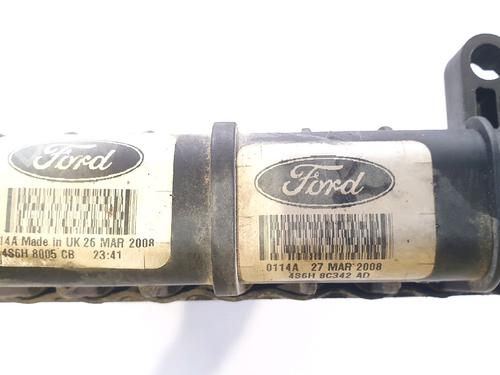 Ford
14A Made in UK 26 MAR 2008
4S6H 8005 CB 23:41
Ford
0114A 27 MAR 2008
4S6H 8C342 AD